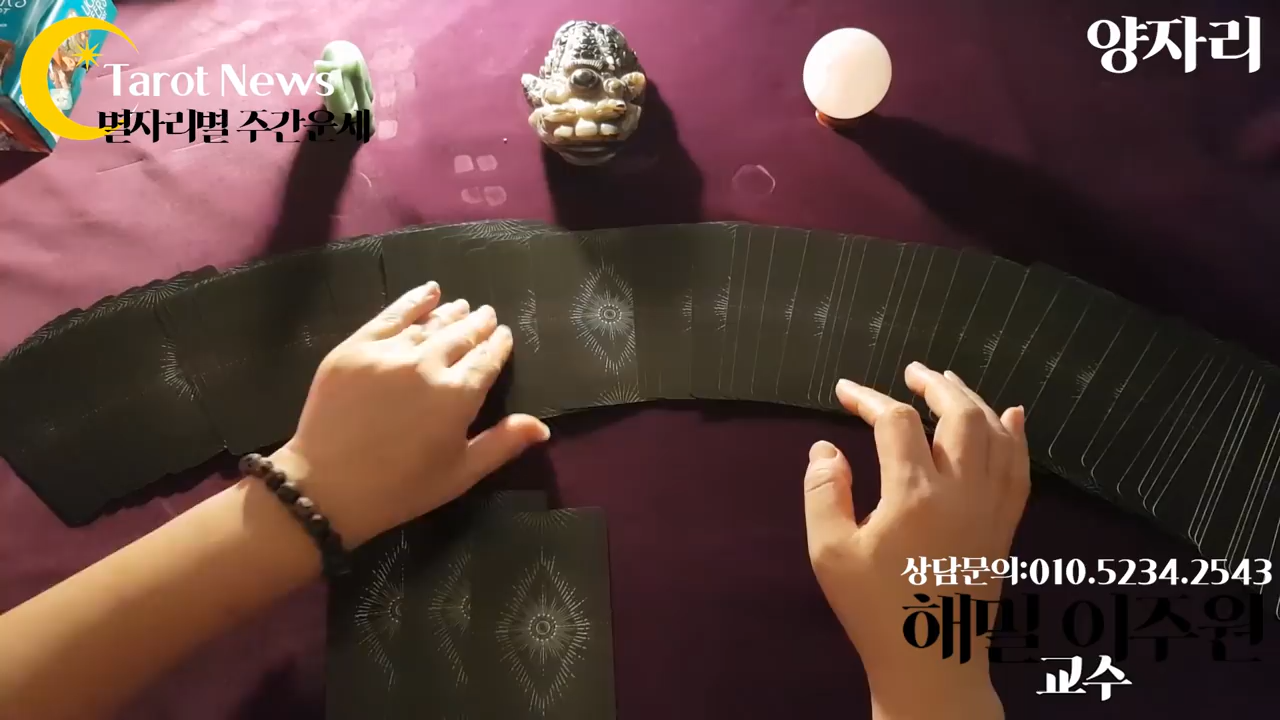 Tarot News
별자리별 주간운세
양자리
상담문의:010.5234.2543
해밀 이주원
교수